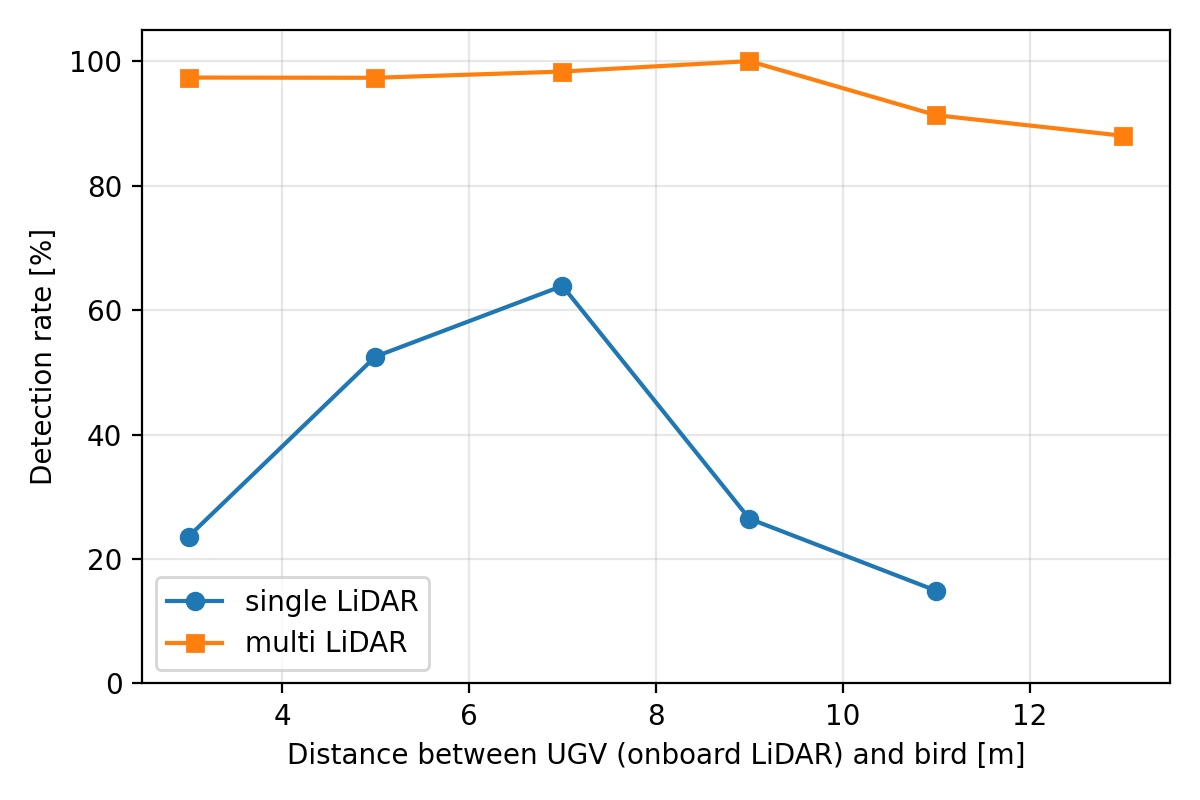 100
80
60
40
20
0
Detection rate [%]
single LiDAR
multi LiDAR
4 6 8 10 12
Distance between UGV (onboard LiDAR) and bird [m]